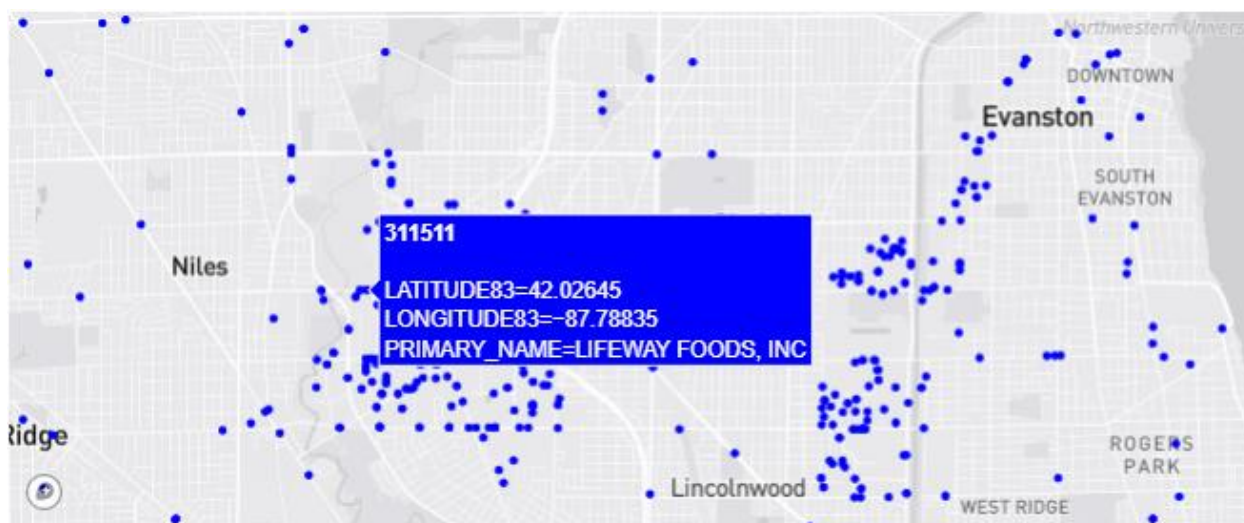 Northwestern Univers
DOWNTOWN
Evanston
SOUTH
EVANSTON
311511
Niles
LATITUDE83=42.02645
LONGITUDE83=−87.78835
PRIMARY_NAME=LIFEWAY FOODS, INC
Ridge
ROGERS
PARK
Lincolnwood
WEST RIDGE